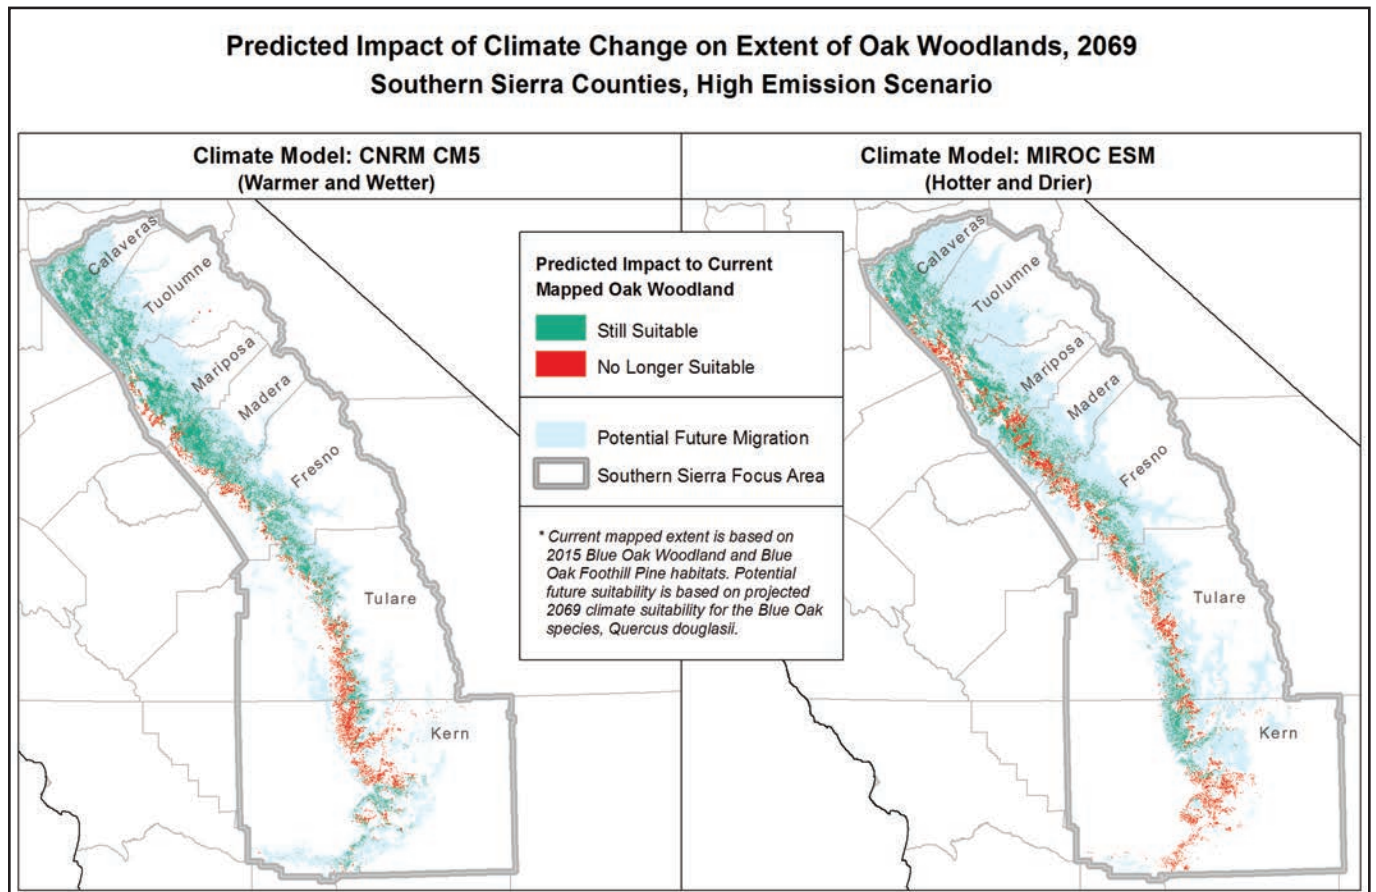 Predicted Impact of Climate Change on Extent of Oak Woodlands, 2069
Southern Sierra Counties, High Emission Scenario
Climate Model: CNRM CM5
(Warmer and Wetter)
Climate Model: MIROC ESM
(Hotter and Drier)
Calaveras
Tuolumne
Mariposa
Madera
Fresno
Tulare
Kern
Predicted Impact to Current
Mapped Oak Woodland
Still Suitable
No Longer Suitable
Potential Future Migration
Southern Sierra Focus Area
* Current mapped extent is based on
2015 Blue Oak Woodland and Blue
Oak Foothill Pine habitats. Potential
future suitability is based on projected
2069 climate suitability for the Blue Oak
species, Quercus douglasii.
Calaveras
Tuolumne
Mariposa
Madera
Fresno
Tulare
Kern